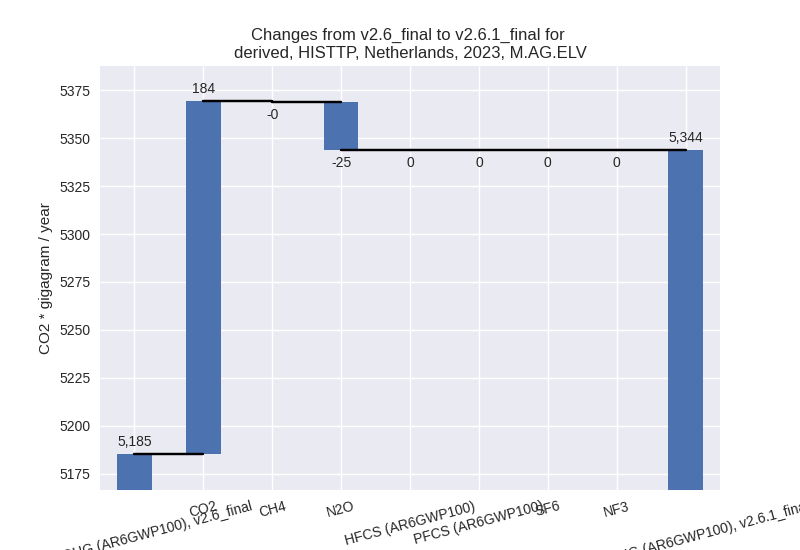 Changes from v2.6_final to v2.6.1_final for
derived, HISTTP, Netherlands, 2023, M.AG.ELV
CO2 * gigagram / year
5375
5350
5325
5300
5275
5250
5225
5200
5175
5,185
184
-0
-25
0
0
0
0
5,344
(AR6GWP100), v2.6_final
CO2
CH4
N2O
HFCS (AR6GWP100)
PFCS (AR6GWP100)
SF6
NF3
(AR6GWP100), v2.6.1_fina